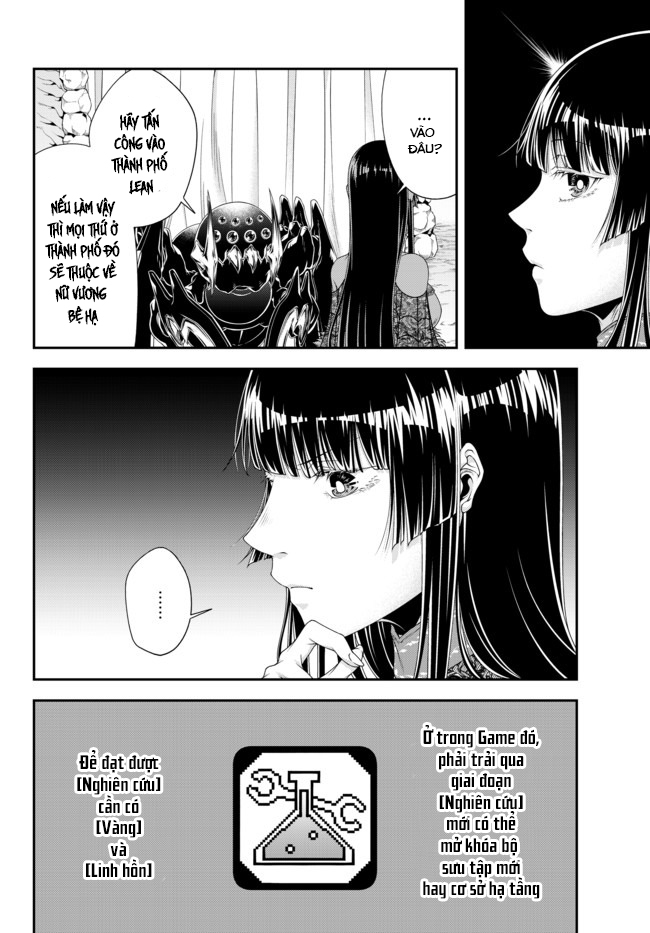 ...
VÀO
ĐÂU?
HÃY TẤN
CÔNG VÀO
THÀNH PHỐ
LEAN
NẾU LÀM VẬY
THÌ MỌI THỨ Ở
THÀNH PHỐ ĐÓ
SẼ THUỘC VỀ
NỮ VƯƠNG
BỆ HẠ
......
Ở trong Game đó,
phải trải qua
giai đoạn
[Nghiên cứu]
mới có thể
mở khóa bộ
sưu tập mới
hay cơ sở hạ tầng
Để đạt được
[Nghiên cứu]
cần có
[Vàng]
và
[Linh hồn]